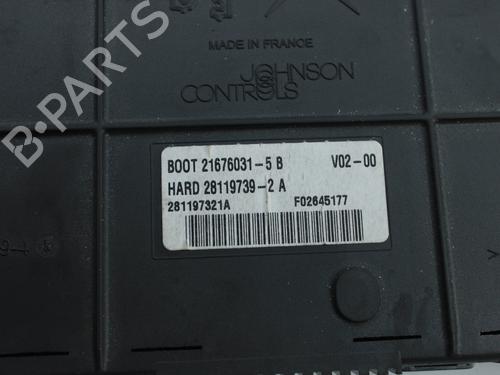 MADE IN FRANCE
JOHNSON
CONTROLS
BOOT 21676031-5 B V02-00
HARD 28119739-2 A
281197321A F02645177
B-PARTS